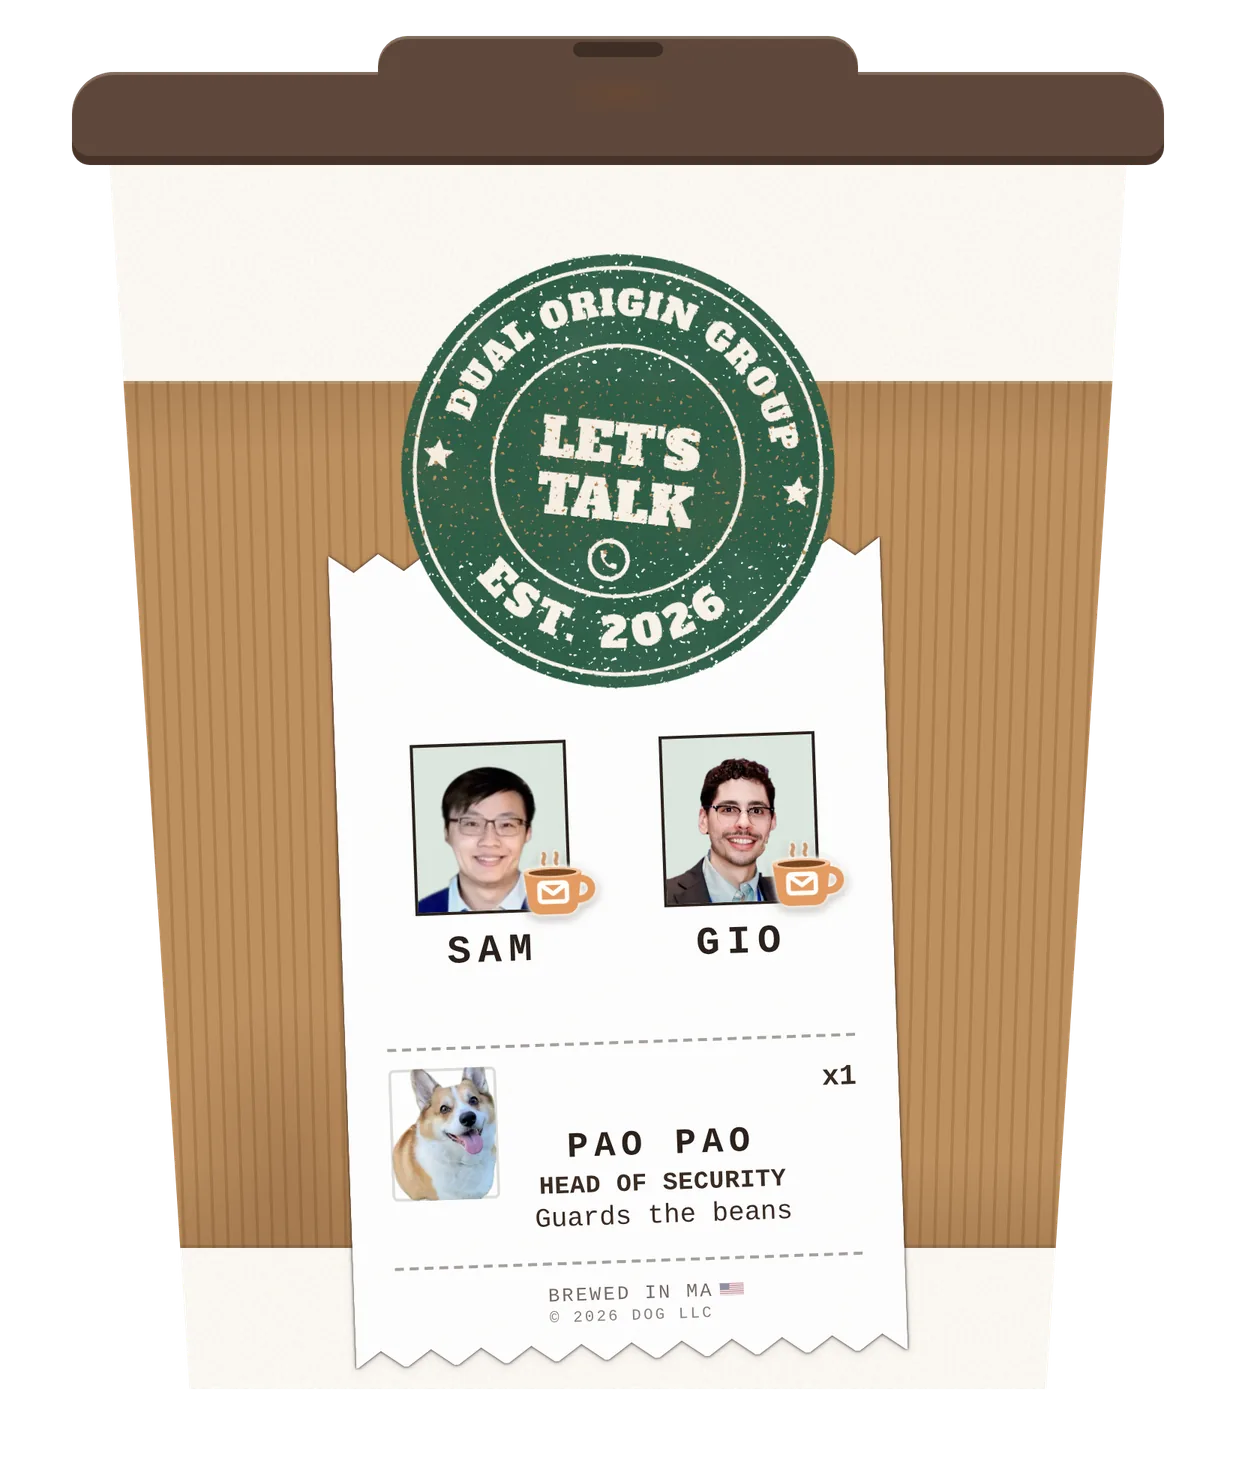 DUAL ORIGIN GROUP
LET'S
TALK
EST. 2026
SAM
GIO
x1
PAO PAO
HEAD OF SECURITY
Guards the beans
BREWED IN MA
© 2026 DOG LLC